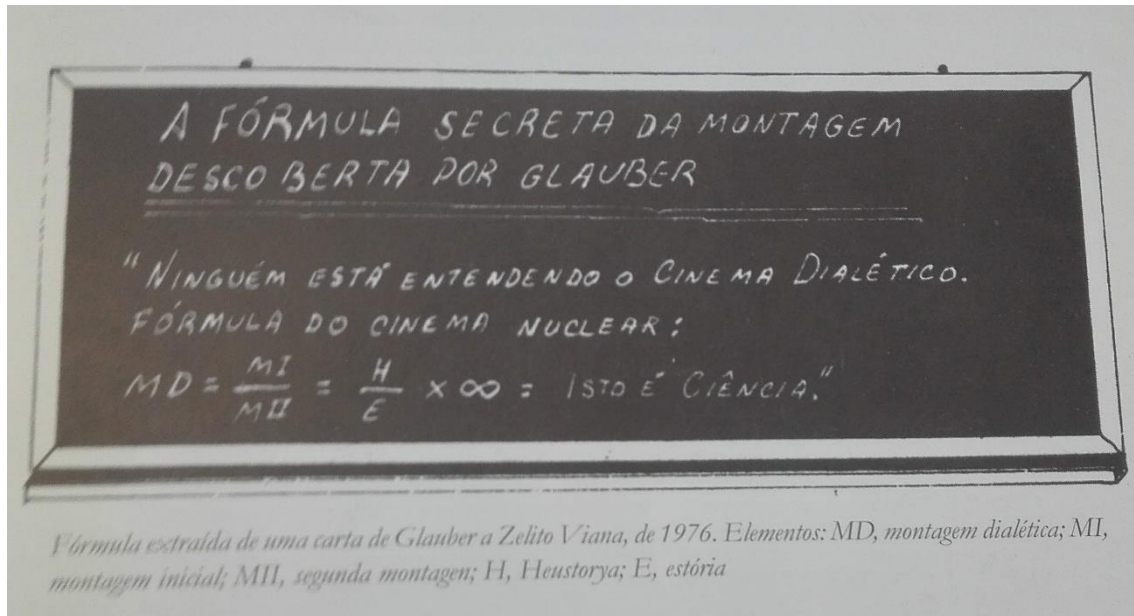 A FÓRMULA SECRETA DA MONTAGEM
DESCOBERTA POR GLAUBER
"NINGUÉM ESTÁ ENTENDENDO O CINEMA DIALÉTICO.
FÓRMULA DO CINEMA NUCLEAR:
MD = MI/MII = H/E × ∞ = ISTO É CIÊNCIA."
Fórmula extraída de uma carta de Glauber a Zelito Viana, de 1976. Elementos: MD, montagem dialética; MI,
montagem inicial; MII, segunda montagen; H, Heustorya; E, estória